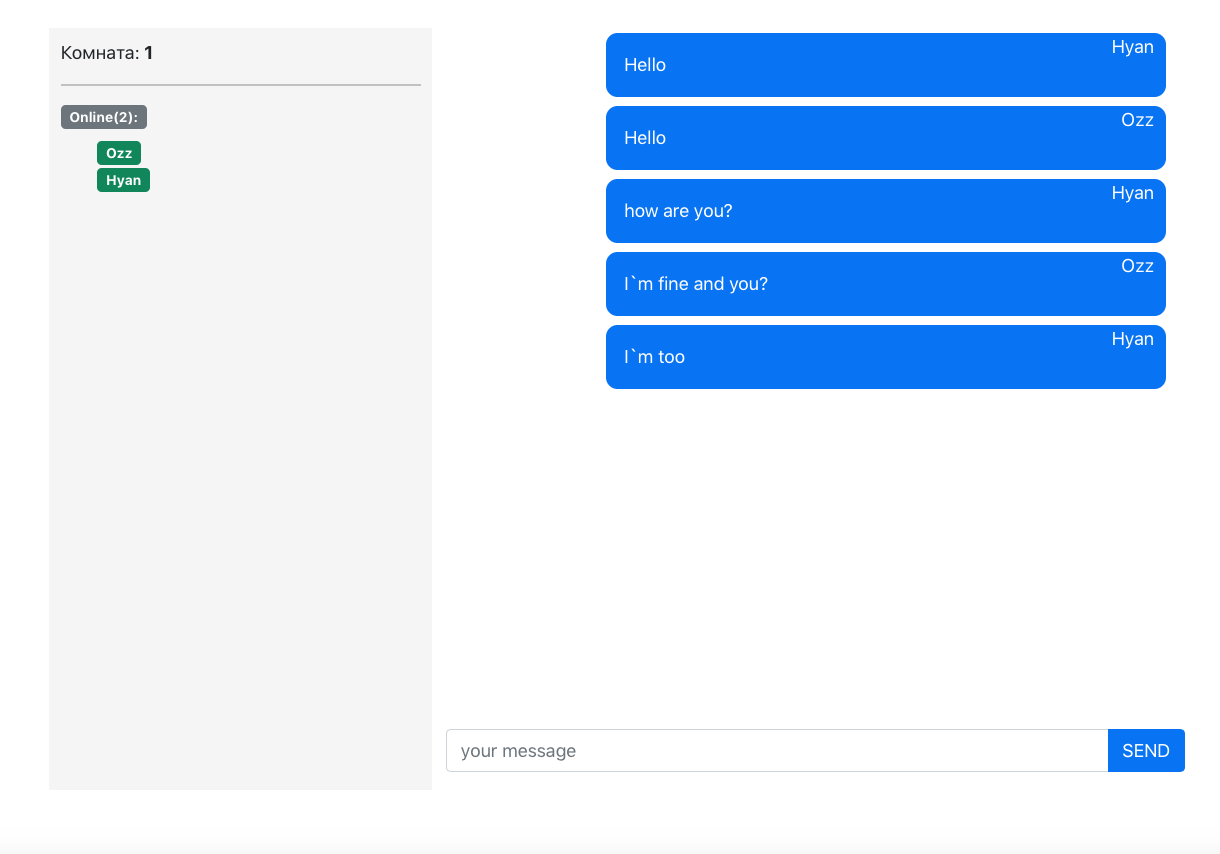 Комната: 1
Online(2):
Ozz
Hyan
Hyan
Hello
Ozz
Hello
Hyan
how are you?
Ozz
I`m fine and you?
Hyan
I`m too
your message
SEND